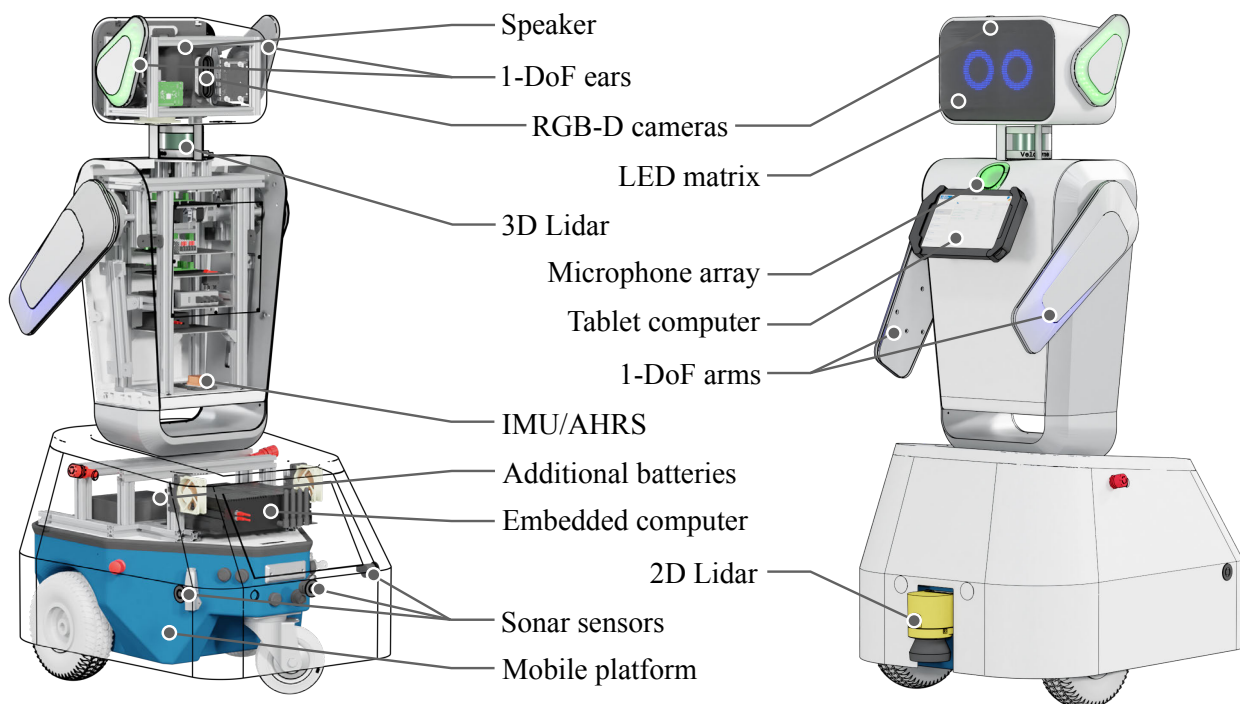 Speaker
1-DoF ears
RGB-D cameras
LED matrix
3D Lidar
Microphone array
Tablet computer
1-DoF arms
IMU/AHRS
Additional batteries
Embedded computer
2D Lidar
Sonar sensors
Mobile platform